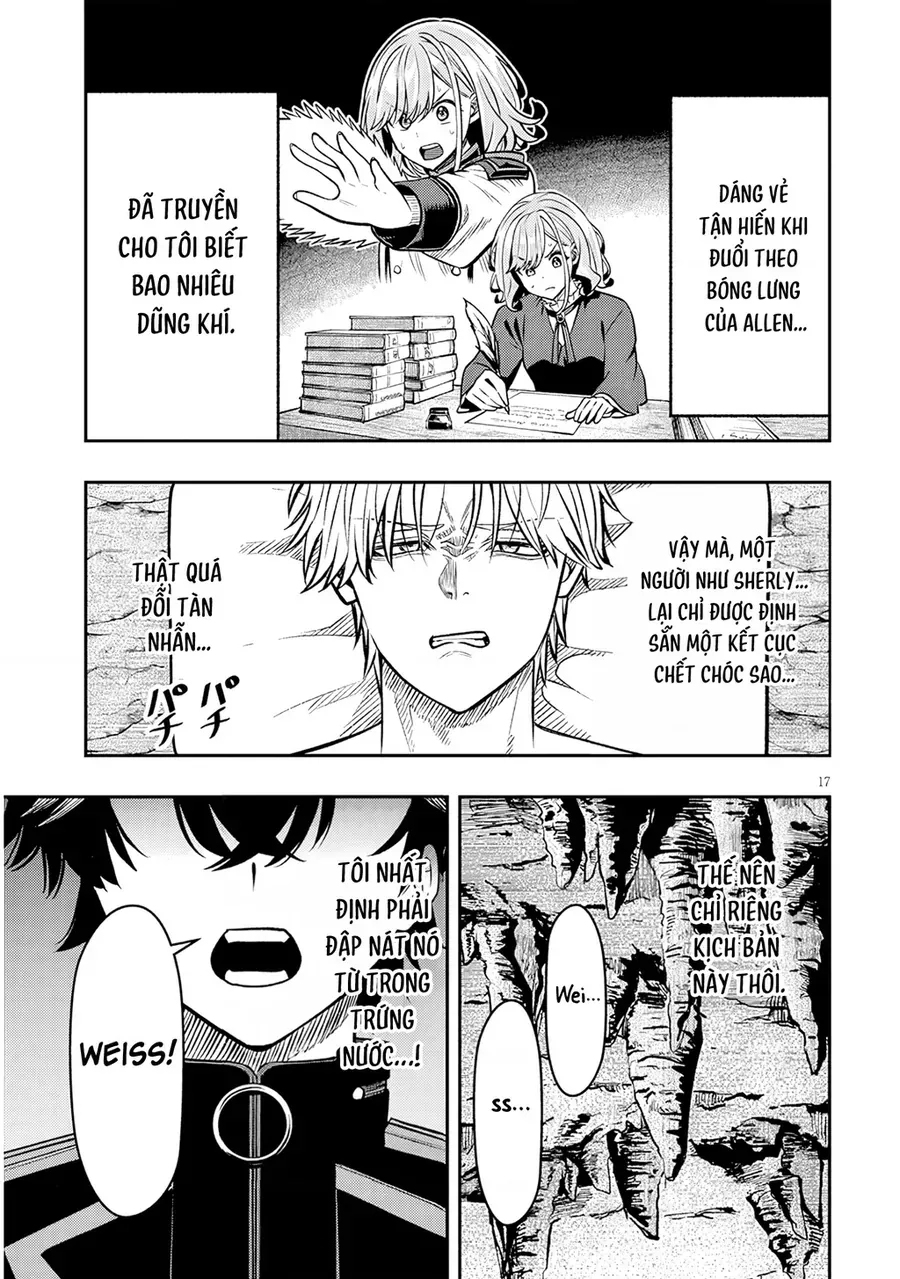 DÁNG VẺ
TẬN HIẾN KHI
ĐUỔI THEO
BÓNG LƯNG
CỦA ALLEN...
ĐÃ TRUYỀN
CHO TÔI BIẾT
BAO NHIÊU
DŨNG KHÍ.
VẬY MÀ, MỘT
NGƯỜI NHƯ SHERLY...
LẠI CHỈ ĐƯỢC ĐỊNH
SẴN MỘT KẾT CỤC
CHẾT CHÓC SAO...
THẬT QUÁ
ĐỖI TÀN
NHẪN...
パチ
パチ
17
THẾ NÊN
CHỈ RIÊNG
KỊCH BẢN
NÀY THÔI.
Wei...
ss...
TÔI NHẤT
ĐỊNH PHẢI
ĐẬP NÁT NÓ
TỪ TRONG
TRỨNG
NƯỚC...!
WEISS!